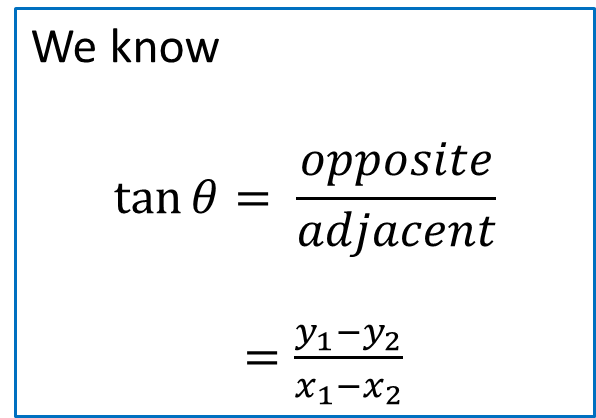 We know
tan θ = opposite / adjacent
= y₁−y₂ / x₁−x₂